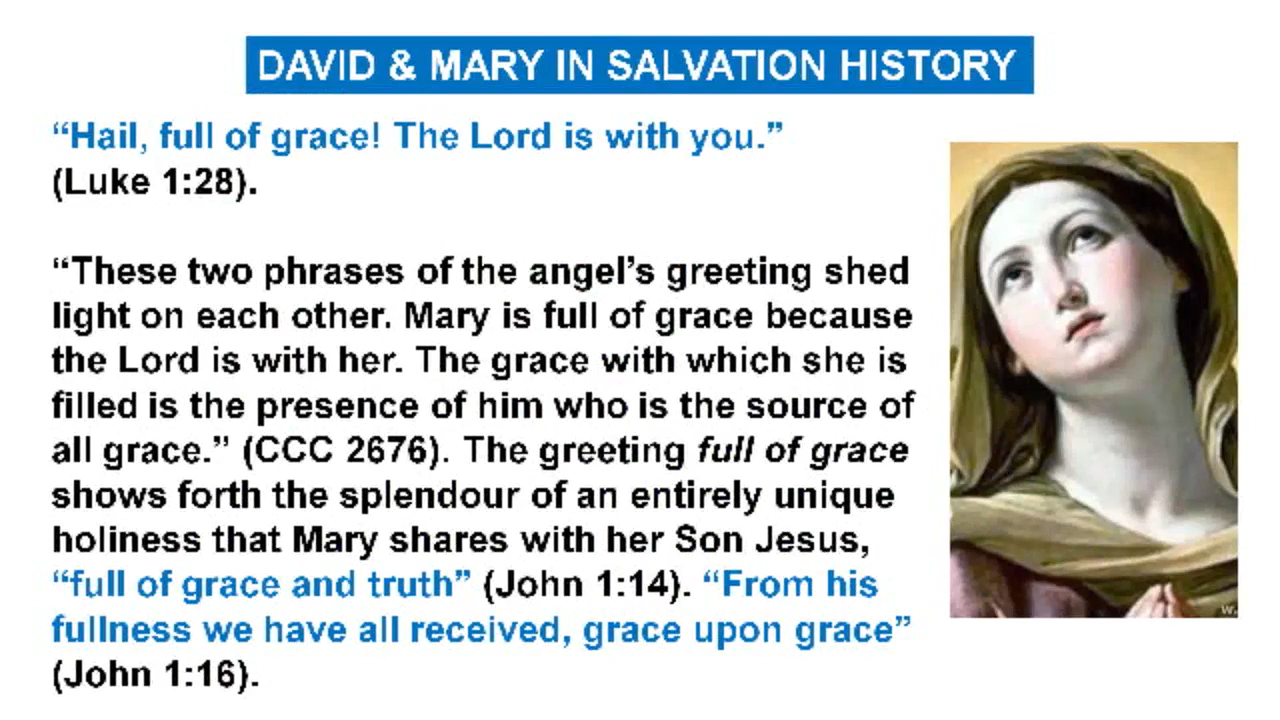 DAVID & MARY IN SALVATION HISTORY
“Hail, full of grace! The Lord is with you.”
(Luke 1:28).
“These two phrases of the angel’s greeting shed
light on each other. Mary is full of grace because
the Lord is with her. The grace with which she is
filled is the presence of him who is the source of
all grace.” (CCC 2676). The greeting full of grace
shows forth the splendour of an entirely unique
holiness that Mary shares with her Son Jesus,
“full of grace and truth” (John 1:14). “From his
fullness we have all received, grace upon grace”
(John 1:16).